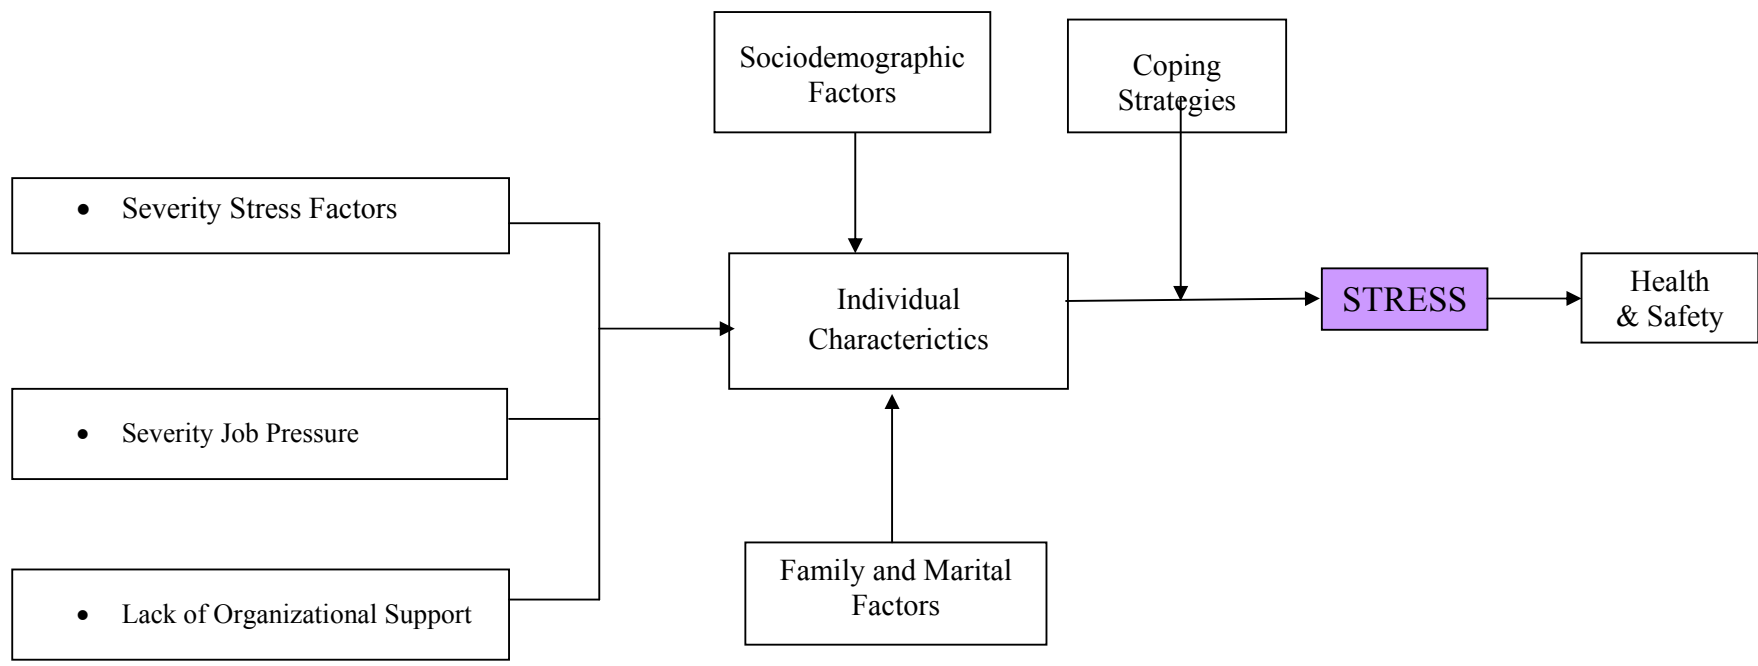 Sociodemographic
Factors
Coping
Strategies
• Severity Stress Factors
Individual
Characterictics
STRESS
Health
& Safety
• Severity Job Pressure
Family and Marital
Factors
• Lack of Organizational Support